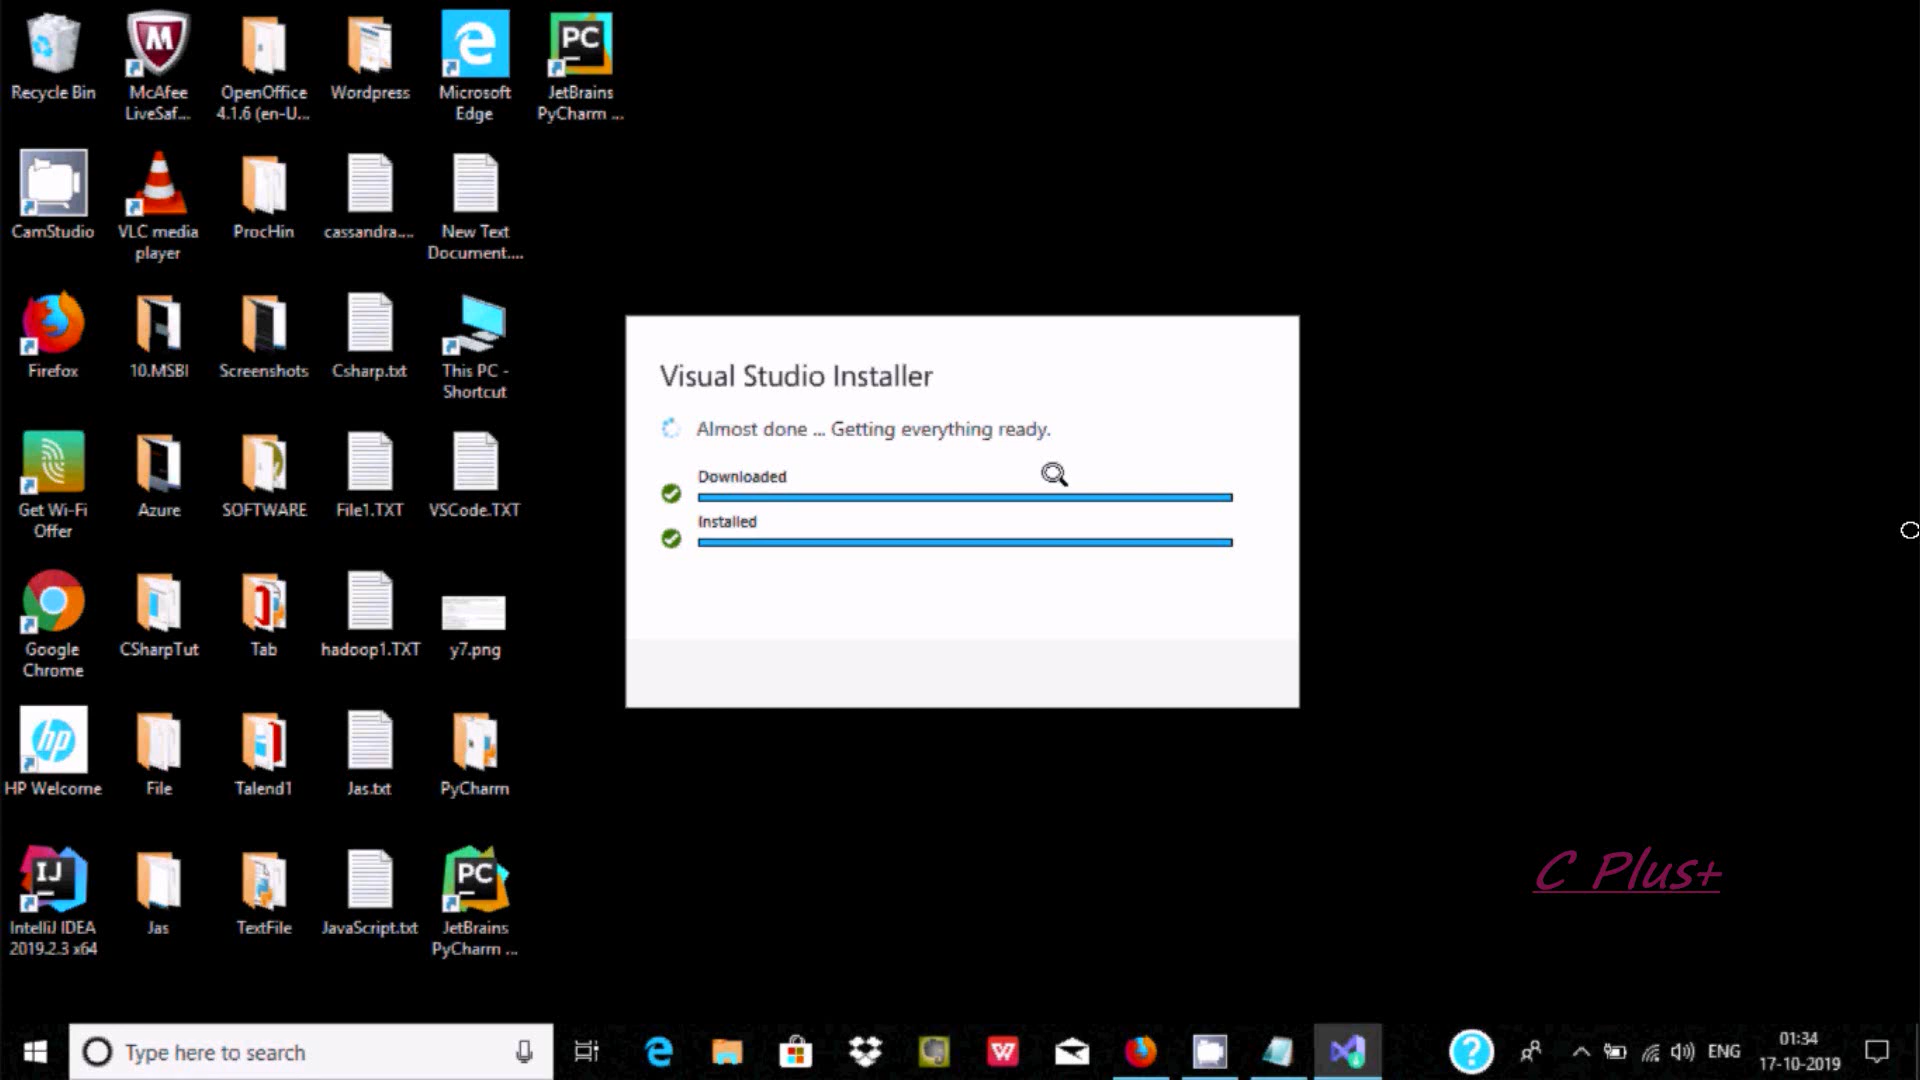 Recycle Bin
McAfee
LiveSaf...
OpenOffice
4.1.6 (en-U...
Wordpress
Microsoft
Edge
JetBrains
PyCharm ...
CamStudio
VLC media
player
ProcHin
cassandra....
New Text
Document....
Firefox
10.MSBI
Screenshots
Csharp.txt
This PC -
Shortcut
Get Wi-Fi
Offer
Azure
SOFTWARE
File1.TXT
VSCode.TXT
Google
Chrome
CSharpTut
Tab
hadoop1.TXT
y7.png
HP Welcome
File
Talend1
Jas.txt
PyCharm
IntelliJ IDEA
2019.2.3 x64
Jas
TextFile
JavaScript.txt
JetBrains
PyCharm ...
Visual Studio Installer
Almost done ... Getting everything ready.
Downloaded
Installed
C Plus+
Type here to search
ENG
01:34
17-10-2019
M
PC
hp
IJ
PC